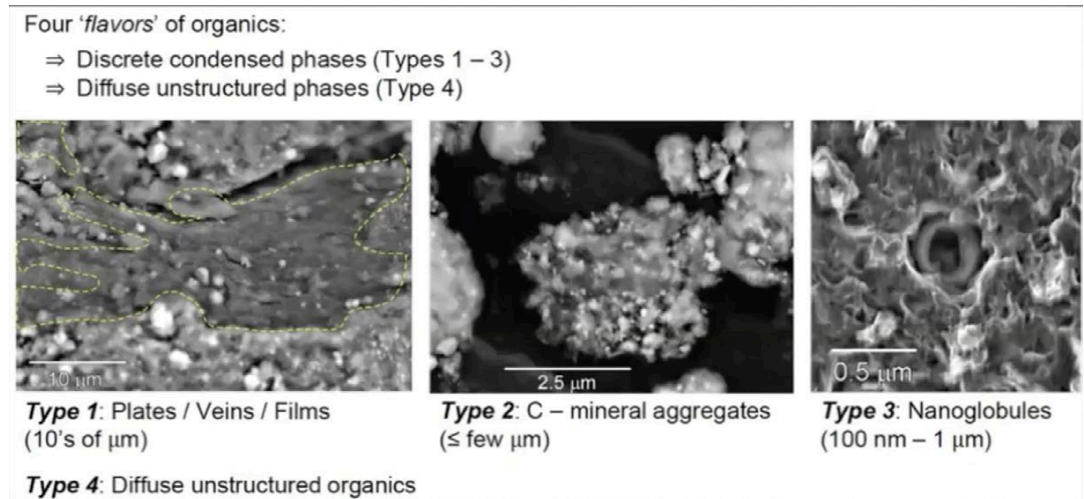 Four ‘flavors’ of organics:
⇒ Discrete condensed phases (Types 1 – 3)
⇒ Diffuse unstructured phases (Type 4)
10 μm
2.5 μm
0.5 μm
Type 1: Plates / Veins / Films
(10’s of μm)
Type 2: C – mineral aggregates
(≤ few μm)
Type 3: Nanoglobules
(100 nm – 1 μm)
Type 4: Diffuse unstructured organics